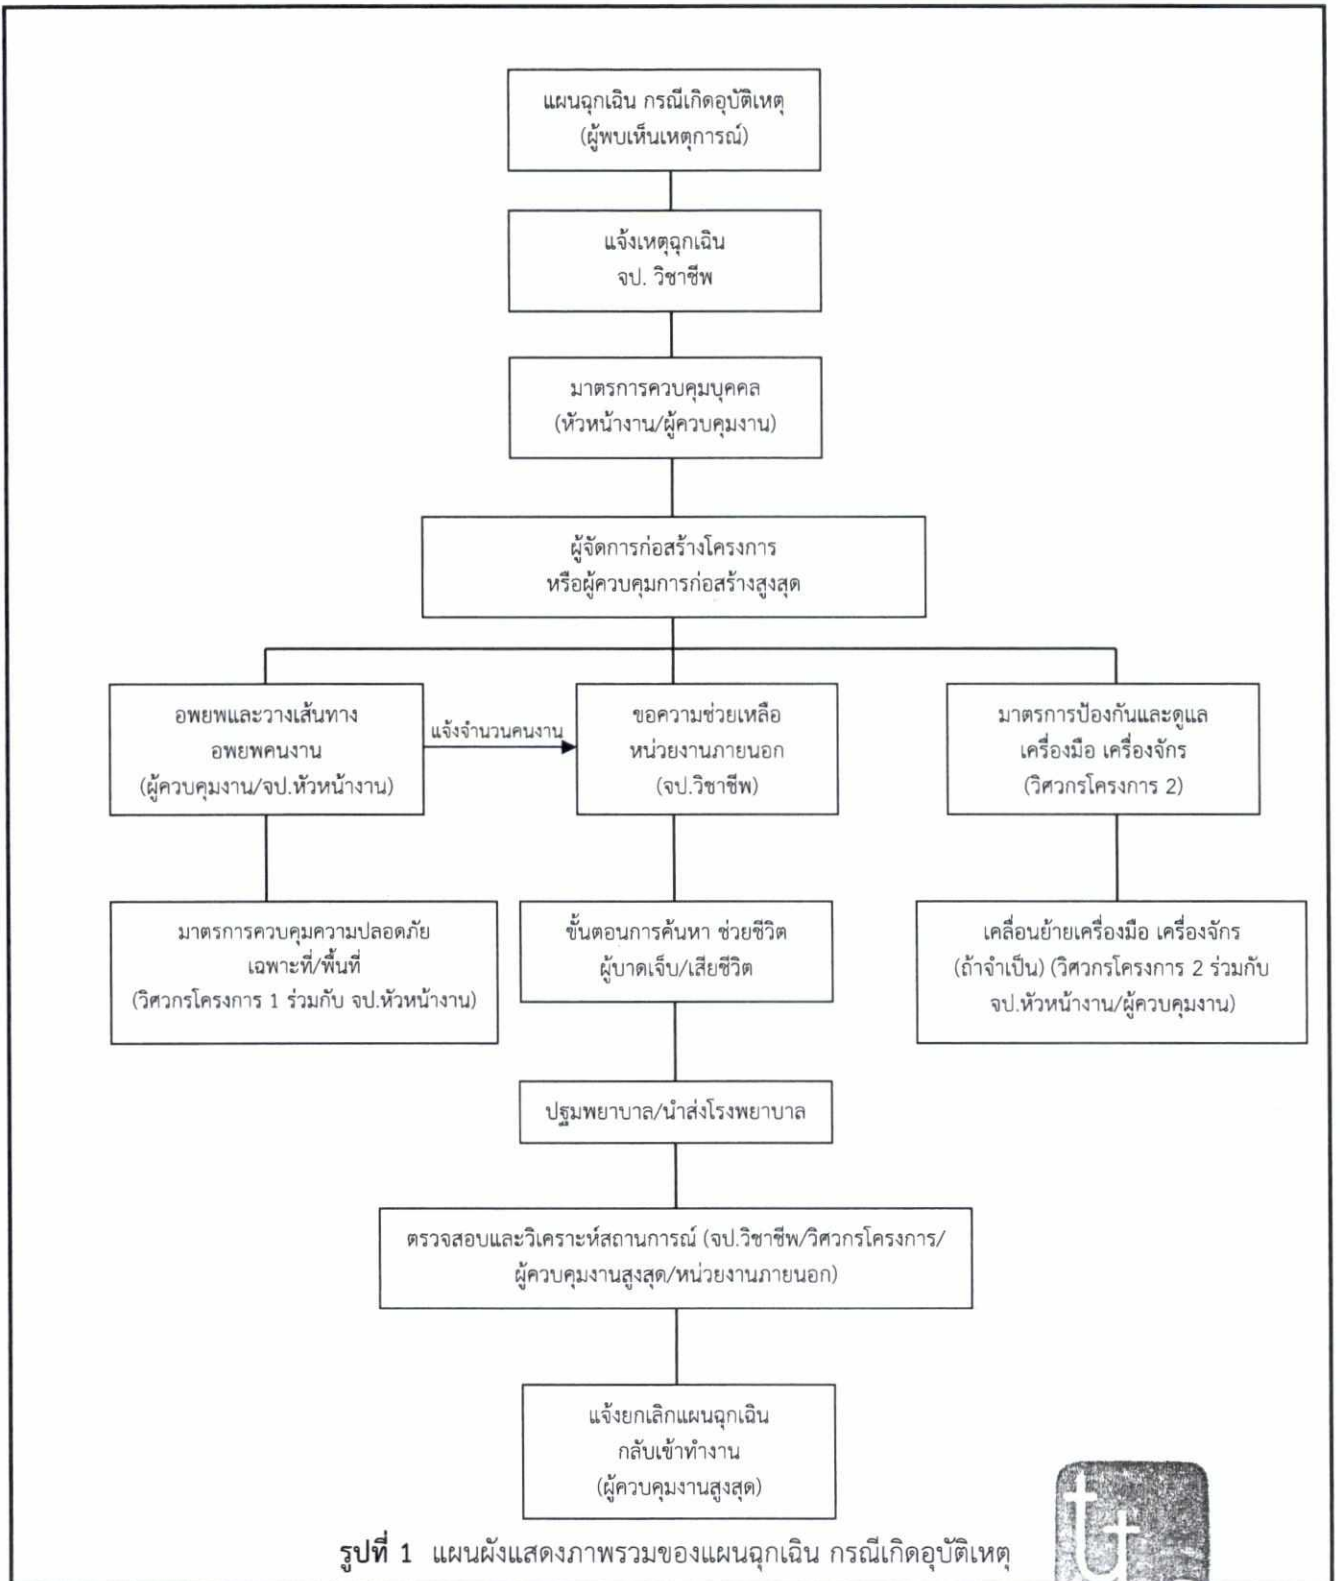 แผนฉุกเฉิน กรณีเกิดอุบัติเหตุ
(ผู้พบเห็นเหตุการณ์)
แจ้งเหตุฉุกเฉิน
จป. วิชาชีพ
มาตรการควบคุมบุคคล
(หัวหน้างาน/ผู้ควบคุมงาน)
ผู้จัดการก่อสร้างโครงการ
หรือผู้ควบคุมการก่อสร้างสูงสุด
อพยพและวางเส้นทาง
อพยพคนงาน
(ผู้ควบคุมงาน/จป.หัวหน้างาน)
แจ้งจำนวนคนงาน
ขอความช่วยเหลือ
หน่วยงานภายนอก
(จป.วิชาชีพ)
มาตรการป้องกันและดูแล
เครื่องมือ เครื่องจักร
(วิศวกรโครงการ 2)
มาตรการควบคุมความปลอดภัย
เฉพาะที่/พื้นที่
(วิศวกรโครงการ 1 ร่วมกับ จป.หัวหน้างาน)
ขั้นตอนการค้นหา ช่วยชีวิต
ผู้บาดเจ็บ/เสียชีวิต
เคลื่อนย้ายเครื่องมือ เครื่องจักร
(ถ้าจำเป็น) (วิศวกรโครงการ 2 ร่วมกับ
จป.หัวหน้างาน/ผู้ควบคุมงาน)
ปฐมพยาบาล/นำส่งโรงพยาบาล
ตรวจสอบและวิเคราะห์สถานการณ์ (จป.วิชาชีพ/วิศวกรโครงการ/
ผู้ควบคุมงานสูงสุด/หน่วยงานภายนอก)
แจ้งยกเลิกแผนฉุกเฉิน
กลับเข้าทำงาน
(ผู้ควบคุมงานสูงสุด)
รูปที่ 1 แผนผังแสดงภาพรวมของแผนฉุกเฉิน กรณีเกิดอุบัติเหตุ